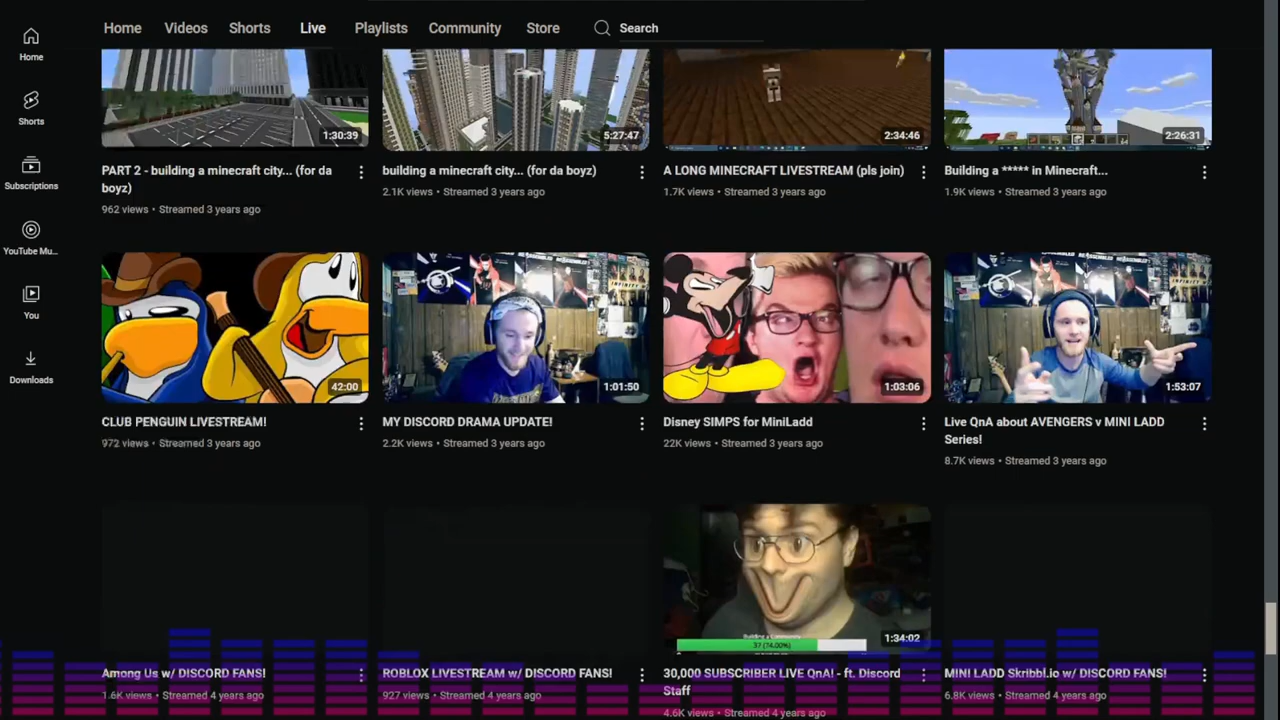 Home
Videos
Shorts
Live
Playlists
Community
Store
Search
Home
Shorts
Subscriptions
YouTube Mu...
You
Downloads
1:30:39
5:27:47
2:34:46
2:26:31
PART 2 - building a minecraft city... (for da
boyz)
962 views • Streamed 3 years ago
building a minecraft city... (for da boyz)
2.1K views • Streamed 3 years ago
A LONG MINECRAFT LIVESTREAM (pls join)
1.7K views • Streamed 3 years ago
Building a ***** in Minecraft...
1.9K views • Streamed 3 years ago
42:00
1:01:50
1:03:06
1:53:07
CLUB PENGUIN LIVESTREAM!
972 views • Streamed 3 years ago
MY DISCORD DRAMA UPDATE!
2.2K views • Streamed 3 years ago
Disney SIMPS for MiniLadd
22K views • Streamed 3 years ago
Live QnA about AVENGERS v MINI LADD
Series!
8.7K views • Streamed 3 years ago
Building a Community
37 (74.00%)
1:34:02
Among Us w/ DISCORD FANS!
1.6K views • Streamed 4 years ago
ROBLOX LIVESTREAM w/ DISCORD FANS!
927 views • Streamed 4 years ago
30,000 SUBSCRIBER LIVE QnA! - ft. Discord
Staff
4.6K views • Streamed 4 years ago
MINI LADD Skribbl.io w/ DISCORD FANS!
6.8K views • Streamed 4 years ago